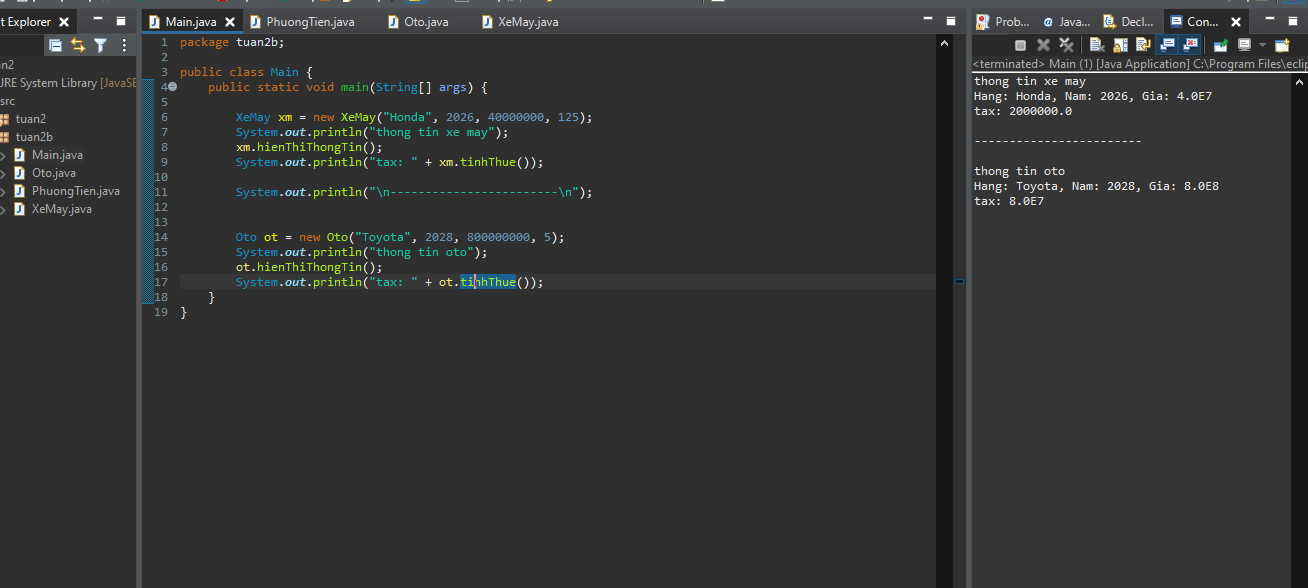 t Explorer
Main.java
PhuongTien.java
Oto.java
XeMay.java
Prob...
Java...
Decl...
Con...
n2
JRE System Library [JavaSE
src
tuan2
tuan2b
Main.java
Oto.java
PhuongTien.java
XeMay.java
1 package tuan2b;
2
3 public class Main {
4 public static void main(String[] args) {
5
6 XeMay xm = new XeMay("Honda", 2026, 40000000, 125);
7 System.out.println("thong tin xe may");
8 xm.hienThiThongTin();
9 System.out.println("tax: " + xm.tinhThue());
10
11 System.out.println("\n------------------------\n");
12
13
14 Oto ot = new Oto("Toyota", 2028, 800000000, 5);
15 System.out.println("thong tin oto");
16 ot.hienThiThongTin();
17 System.out.println("tax: " + ot.tinhThue());
18 }
19 }
<terminated> Main (1) [Java Application] C:\Program Files\eclip
thong tin xe may
Hang: Honda, Nam: 2026, Gia: 4.0E7
tax: 2000000.0
------------------------
thong tin oto
Hang: Toyota, Nam: 2028, Gia: 8.0E8
tax: 8.0E7